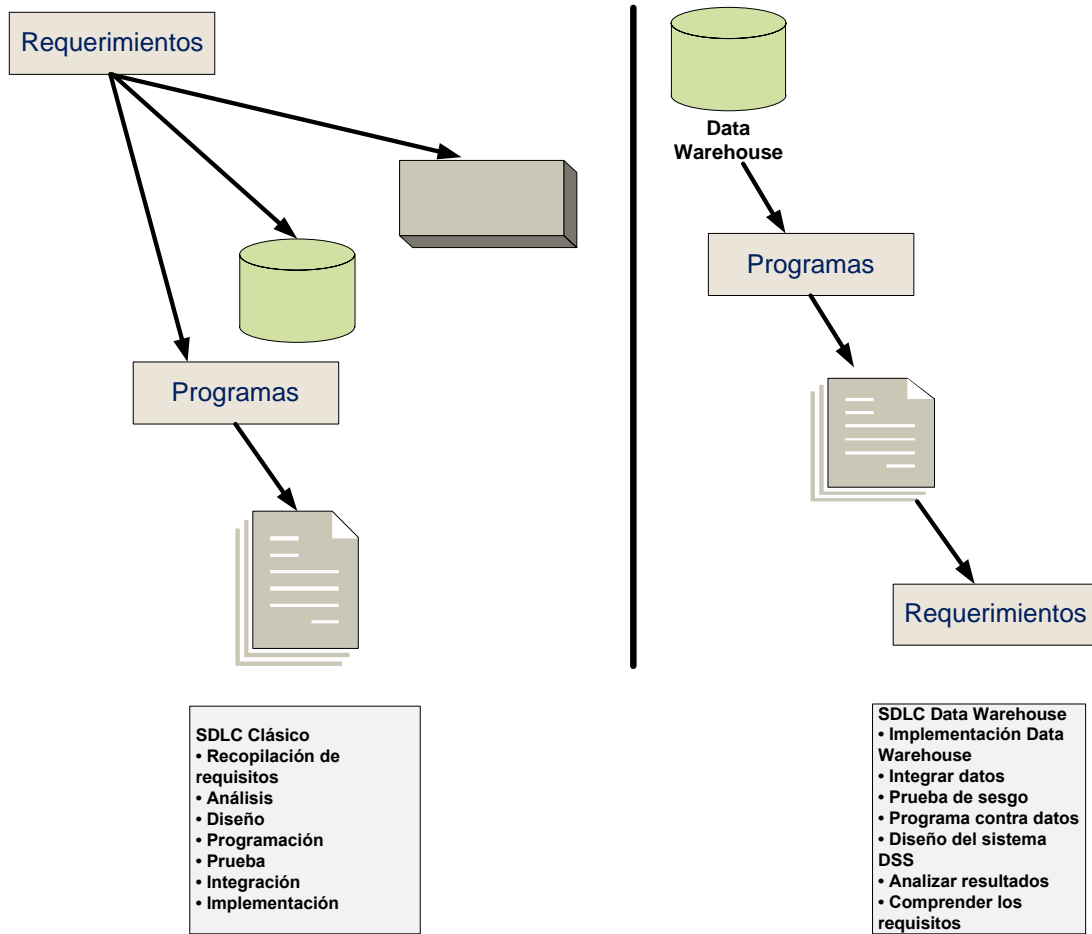 Requerimientos
Programas
Data
Warehouse
Programas
Requerimientos
SDLC Clásico
• Recopilación de
requisitos
• Análisis
• Diseño
• Programación
• Prueba
• Integración
• Implementación
SDLC Data Warehouse
• Implementación Data
Warehouse
• Integrar datos
• Prueba de sesgo
• Programa contra datos
• Diseño del sistema
DSS
• Analizar resultados
• Comprender los
requisitos